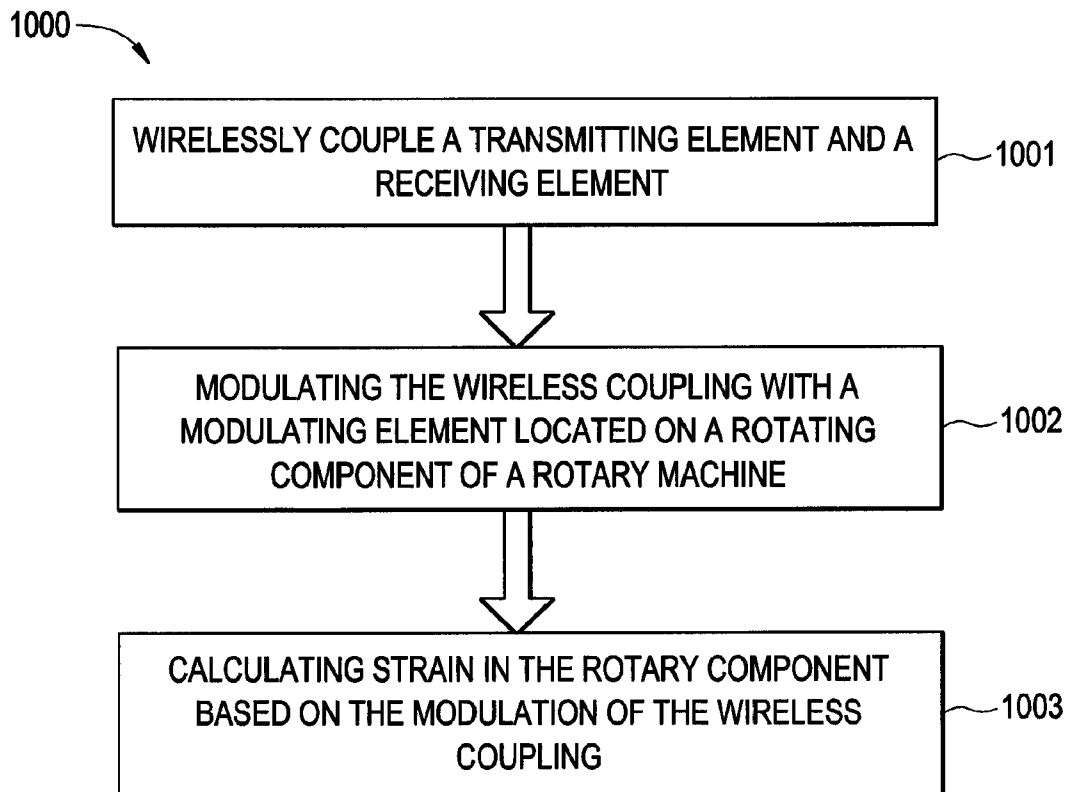 1000
WIRELESSLY COUPLE A TRANSMITTING ELEMENT AND A
RECEIVING ELEMENT
1001
MODULATING THE WIRELESS COUPLING WITH A
MODULATING ELEMENT LOCATED ON A ROTATING
COMPONENT OF A ROTARY MACHINE
1002
CALCULATING STRAIN IN THE ROTARY COMPONENT
BASED ON THE MODULATION OF THE WIRELESS
COUPLING
1003